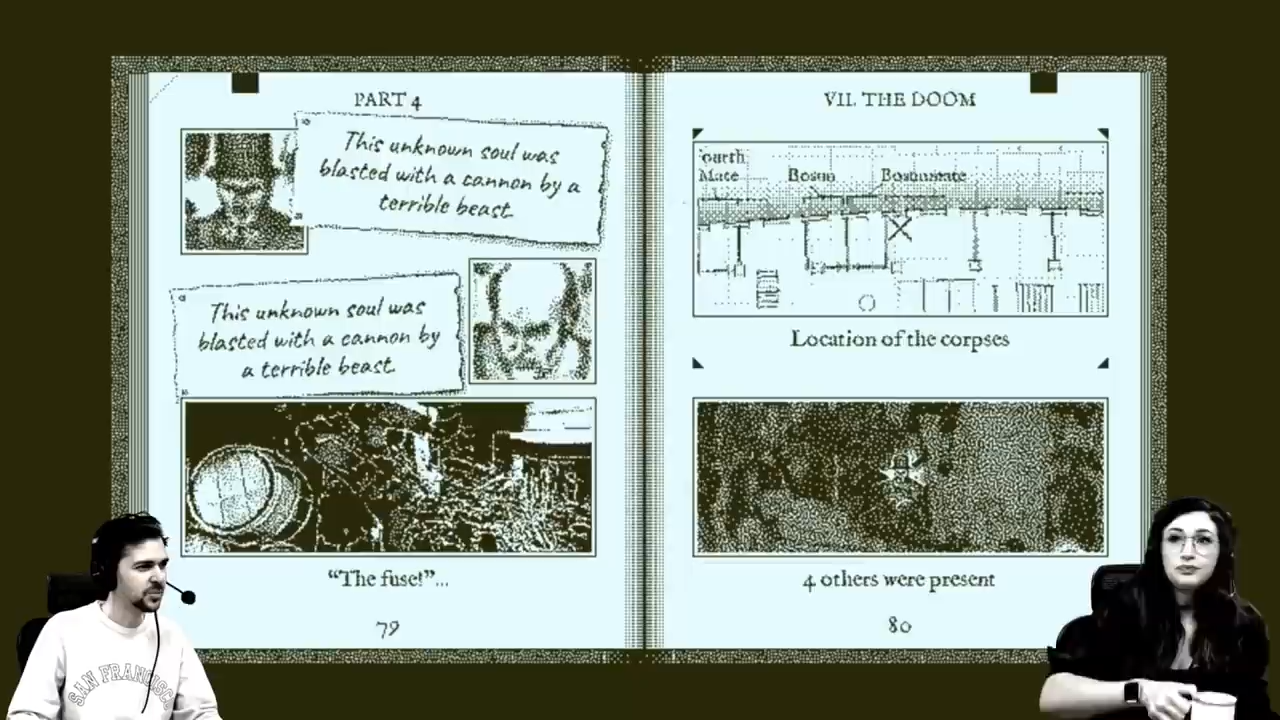 PART 4
This unknown soul was
blasted with a cannon by a
terrible beast.
This unknown soul was
blasted with a cannon by
a terrible beast.
"The fuse!"...
79
VII. THE DOOM
Mate
Bosun
Bosunmate
Location of the corpses
4 others were present
80
SAN FRANCISCO